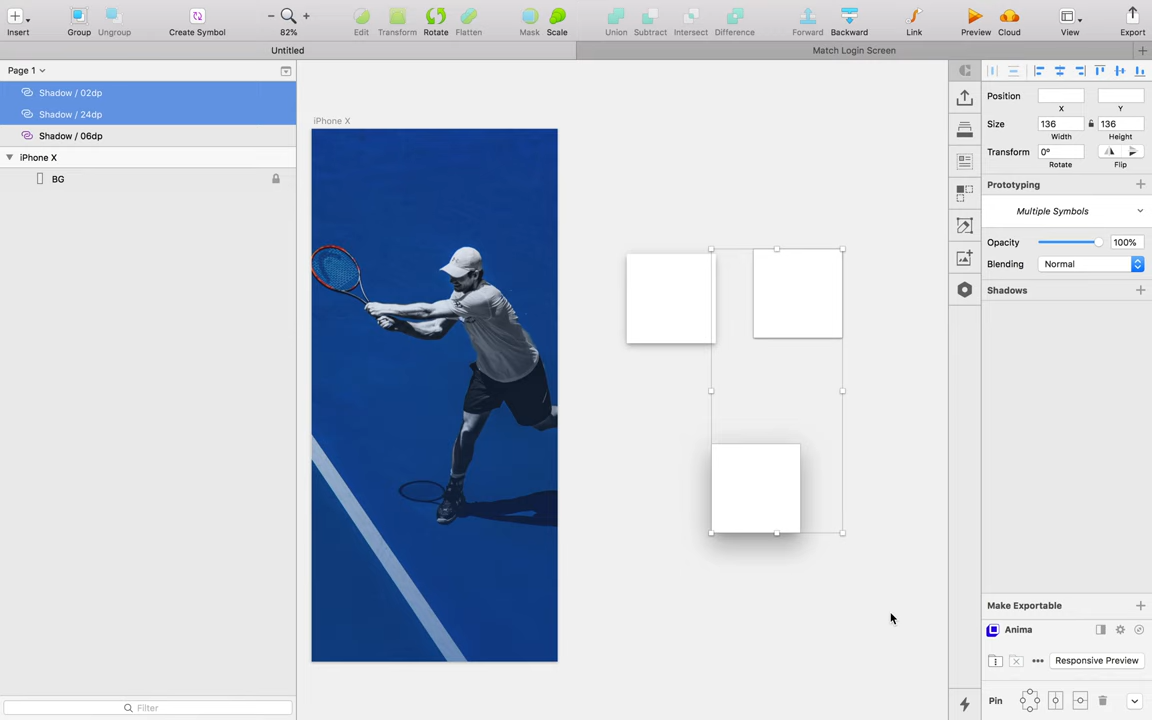 Insert
Group
Ungroup
Create Symbol
82%
Edit
Transform
Rotate
Flatten
Mask
Scale
Union
Subtract
Intersect
Difference
Forward
Backward
Link
Preview
Cloud
View
Export
Untitled
Match Login Screen
Page 1
Shadow / 02dp
Shadow / 24dp
Shadow / 06dp
iPhone X
BG
Filter
iPhone X
Position
X
Y
Size
136
136
Width
Height
Transform
0°
Rotate
Flip
Prototyping
Multiple Symbols
Opacity
100%
Blending
Normal
Shadows
Make Exportable
Anima
Responsive Preview
Pin